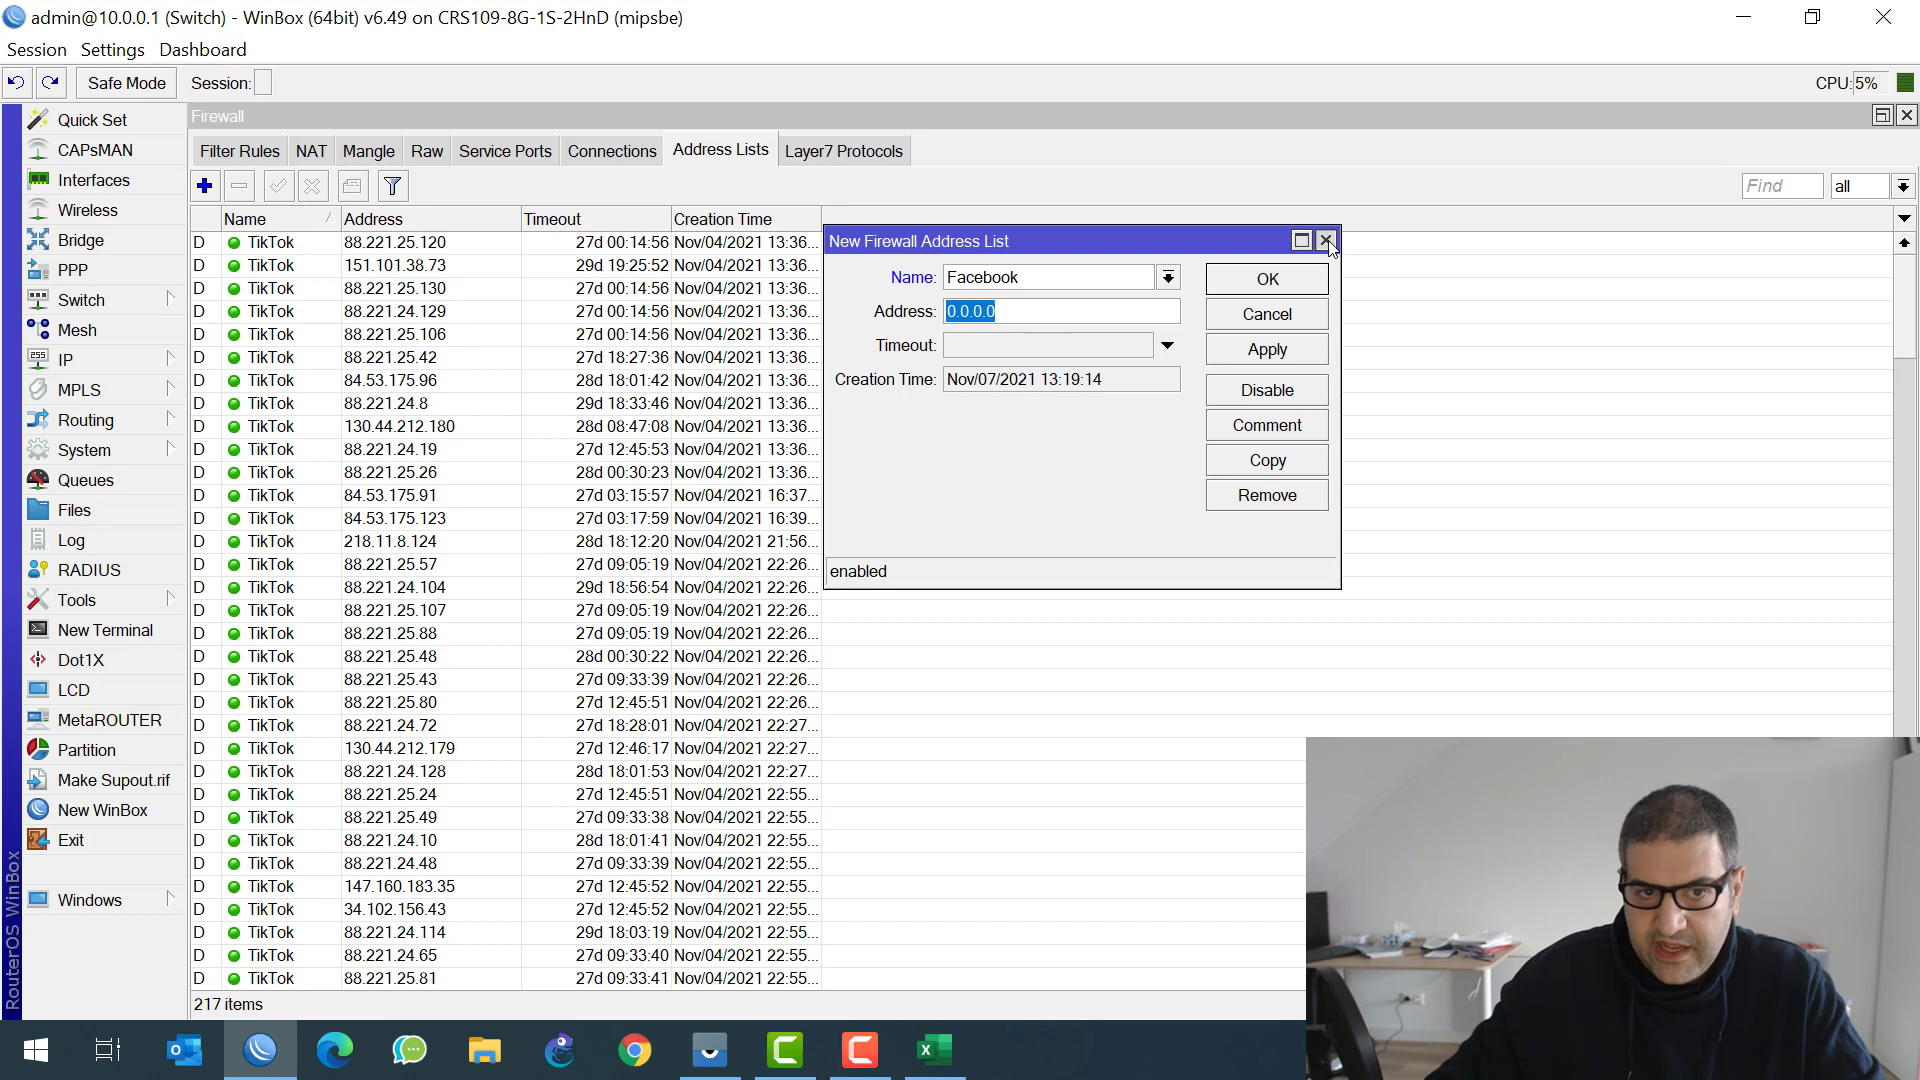 admin@10.0.0.1 (Switch) - WinBox (64bit) v6.49 on CRS109-8G-1S-2HnD (mipsbe)
Session Settings Dashboard
Safe Mode Session: CPU: 5%
Quick Set
CAPsMAN
Interfaces
Wireless
Bridge
PPP
Switch
Mesh
IP
MPLS
Routing
System
Queues
Files
Log
RADIUS
Tools
New Terminal
Dot1X
LCD
MetaROUTER
Partition
Make Supout.rif
New WinBox
Exit
Windows
RouterOS WinBox
Firewall
Filter Rules NAT Mangle Raw Service Ports Connections Address Lists Layer7 Protocols
Find all
Name Address Timeout Creation Time
D TikTok 88.221.25.120 27d 00:14:56 Nov/04/2021 13:36...
D TikTok 151.101.38.73 29d 19:25:52 Nov/04/2021 13:36...
D TikTok 88.221.25.130 27d 00:14:56 Nov/04/2021 13:36...
D TikTok 88.221.24.129 27d 00:14:56 Nov/04/2021 13:36...
D TikTok 88.221.25.106 27d 00:14:56 Nov/04/2021 13:36...
D TikTok 88.221.25.42 27d 18:27:36 Nov/04/2021 13:36...
D TikTok 84.53.175.96 28d 18:01:42 Nov/04/2021 13:36...
D TikTok 88.221.24.8 29d 18:33:46 Nov/04/2021 13:36...
D TikTok 130.44.212.180 28d 08:47:08 Nov/04/2021 13:36...
D TikTok 88.221.24.19 27d 12:45:53 Nov/04/2021 13:36...
D TikTok 88.221.25.26 28d 00:30:23 Nov/04/2021 13:36...
D TikTok 84.53.175.91 27d 03:15:57 Nov/04/2021 16:37...
D TikTok 84.53.175.123 27d 03:17:59 Nov/04/2021 16:39...
D TikTok 218.11.8.124 28d 18:12:20 Nov/04/2021 21:56...
D TikTok 88.221.25.57 27d 09:05:19 Nov/04/2021 22:26...
D TikTok 88.221.24.104 29d 18:56:54 Nov/04/2021 22:26...
D TikTok 88.221.25.107 27d 09:05:19 Nov/04/2021 22:26...
D TikTok 88.221.25.88 27d 09:05:19 Nov/04/2021 22:26...
D TikTok 88.221.25.48 28d 00:30:22 Nov/04/2021 22:26...
D TikTok 88.221.25.43 27d 09:33:39 Nov/04/2021 22:26...
D TikTok 88.221.25.80 27d 12:45:51 Nov/04/2021 22:26...
D TikTok 88.221.24.72 27d 18:28:01 Nov/04/2021 22:27...
D TikTok 130.44.212.179 27d 12:46:17 Nov/04/2021 22:27...
D TikTok 88.221.24.128 28d 18:01:53 Nov/04/2021 22:27...
D TikTok 88.221.25.24 27d 12:45:51 Nov/04/2021 22:55...
D TikTok 88.221.25.49 27d 09:33:38 Nov/04/2021 22:55...
D TikTok 88.221.24.10 28d 18:01:41 Nov/04/2021 22:55...
D TikTok 88.221.24.48 27d 09:33:39 Nov/04/2021 22:55...
D TikTok 147.160.183.35 27d 12:45:52 Nov/04/2021 22:55...
D TikTok 34.102.156.43 27d 12:45:52 Nov/04/2021 22:55...
D TikTok 88.221.24.114 29d 18:03:19 Nov/04/2021 22:55...
D TikTok 88.221.24.65 27d 09:33:40 Nov/04/2021 22:55...
D TikTok 88.221.25.81 27d 09:33:41 Nov/04/2021 22:55...
217 items
New Firewall Address List
Name: Facebook
Address: 0.0.0.0
Timeout:
Creation Time: Nov/07/2021 13:19:14
OK
Cancel
Apply
Disable
Comment
Copy
Remove
enabled